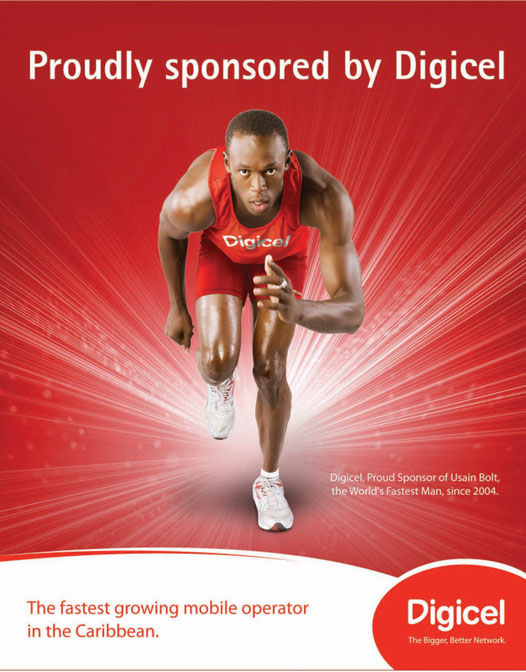 Proudly sponsored by Digicel
Digicel
Digicel, Proud Sponsor of Usain Bolt,
the World's Fastest Man, since 2004.
The fastest growing mobile operator
in the Caribbean.
Digicel
The Bigger, Better Network.